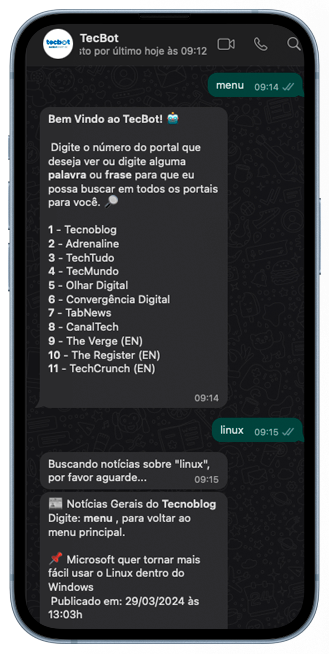 tecbot
TecBot
sto por último hoje às 09:12
menu 09:14
Bem Vindo ao TecBot!
Digite o número do portal que
deseja ver ou digite alguma
palavra ou frase para que eu
possa buscar em todos os portais
para você.
1 - Tecnoblog
2 - Adrenaline
3 - TechTudo
4 - TecMundo
5 - Olhar Digital
6 - Convergência Digital
7 - TabNews
8 - CanalTech
9 - The Verge (EN)
10 - The Register (EN)
11 - TechCrunch (EN)
09:14
linux 09:15
Buscando notícias sobre "linux",
por favor aguarde... 09:15
Notícias Gerais do Tecnoblog
Digite: menu , para voltar ao
menu principal.
Microsoft quer tornar mais
fácil usar o Linux dentro do
Windows
Publicado em: 29/03/2024 às
13:03h